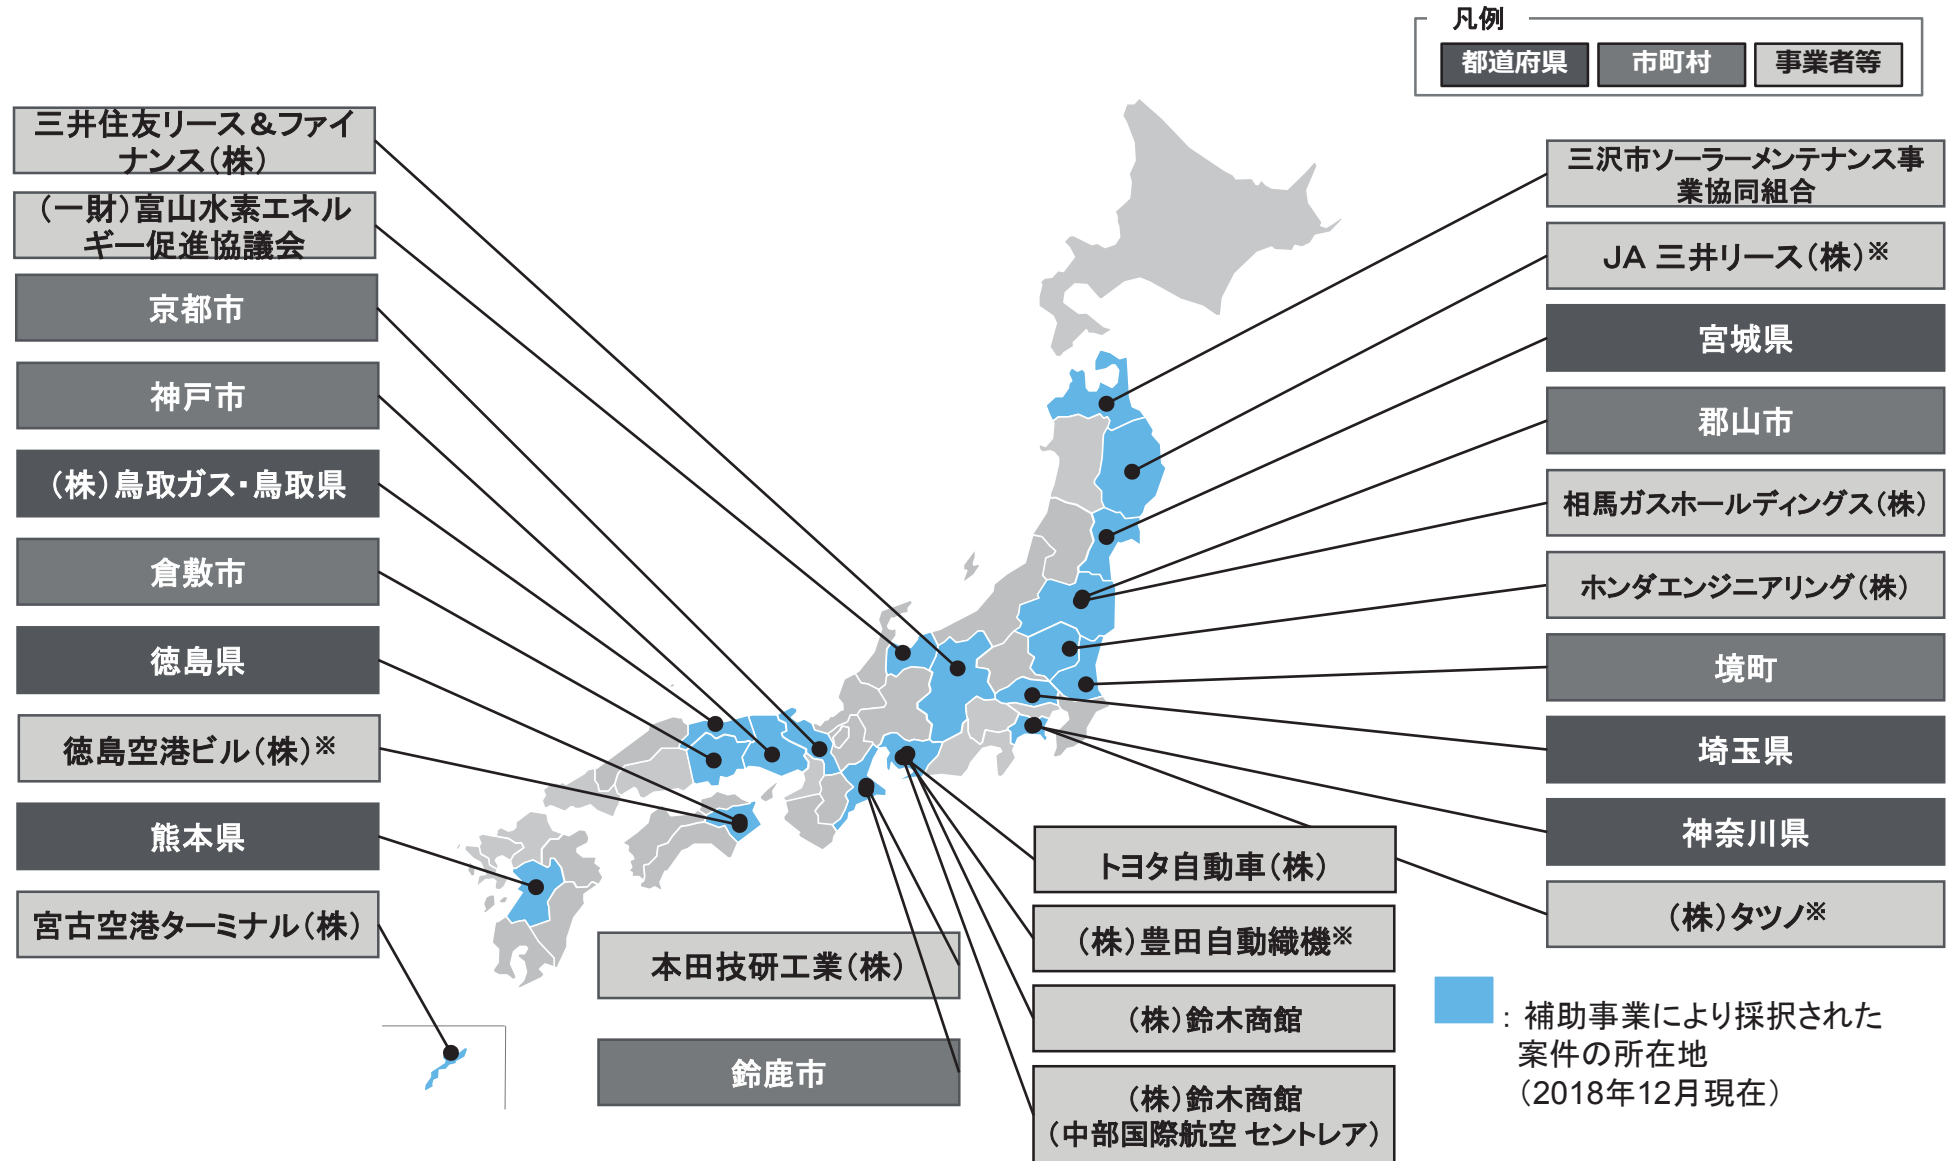 凡例
都道府県
市町村
事業者等
三井住友リース&ファイ
ナンス(株)
(一財)富山水素エネル
ギー促進協議会
京都市
神戸市
(株)鳥取ガス・鳥取県
倉敷市
徳島県
徳島空港ビル(株)※
熊本県
宮古空港ターミナル(株)
三沢市ソーラーメンテナンス事
業協同組合
JA 三井リース(株)※
宮城県
郡山市
相馬ガスホールディングス(株)
ホンダエンジニアリング(株)
境町
埼玉県
神奈川県
(株)タツノ※
トヨタ自動車(株)
(株)豊田自動織機※
(株)鈴木商館
(株)鈴木商館
(中部国際航空 セントレア)
本田技研工業(株)
鈴鹿市
: 補助事業により採択された
案件の所在地
(2018年12月現在)